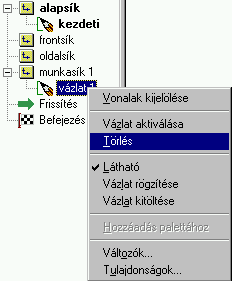 alapsík
kezdeti
frontsík
oldalsík
munkasík 1
vázlat 1
Frissítés
Befejezés
Vonalak kijelölése
Vázlat aktiválása
Törlés
Látható
Vázlat rögzítése
Vázlat kitöltése
Hozzáadás palettához
Változók...
Tulajdonságok...